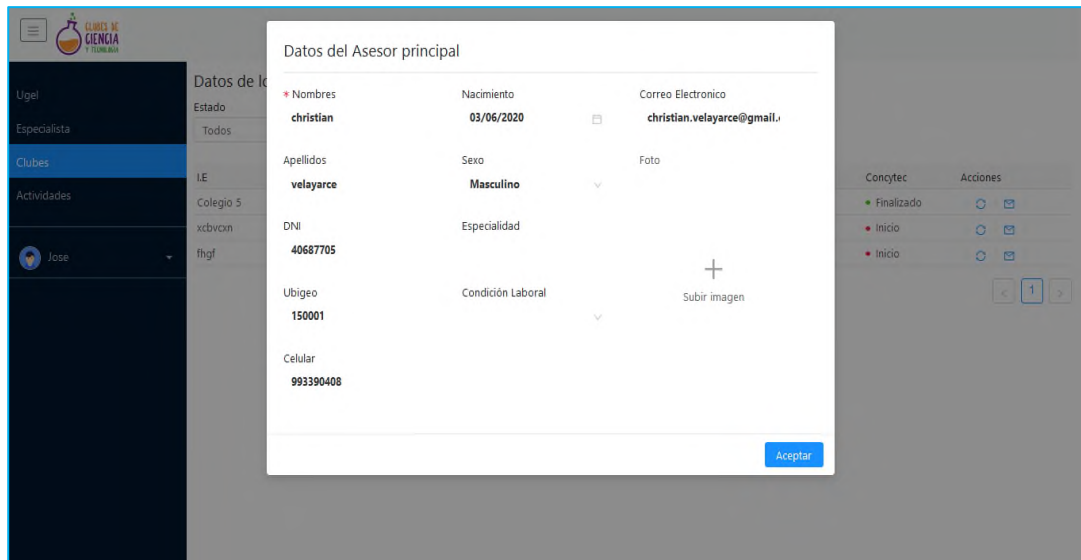 CLUBES DE
CIENCIA
Y TECNOLOGÍA
Ugel
Especialista
Clubes
Actividades
Jose
Datos de lo
Estado
Todos
I.E
Colegio 5
xcbvcxn
fhgf
Datos del Asesor principal
* Nombres Nacimiento Correo Electronico
christian 03/06/2020 christian.velayarce@gmail.
Apellidos Sexo Foto
velayarce Masculino
DNI Especialidad
40687705
Ubigeo Condición Laboral Subir imagen
150001
Celular
993390408
Aceptar
Concytec Acciones
Finalizado
Inicio
Inicio
< 1 >